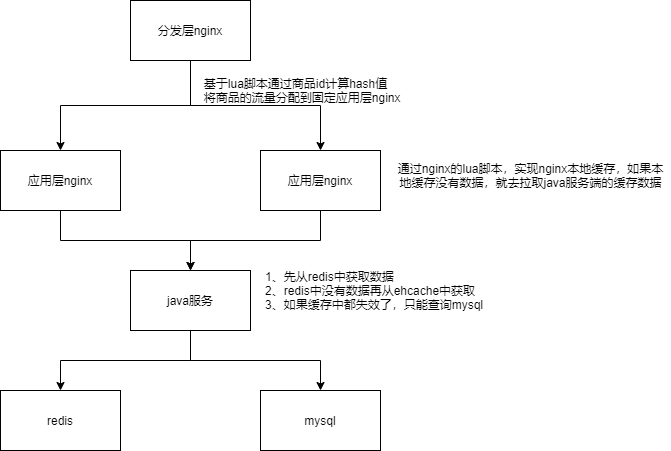 分发层nginx
基于lua脚本通过商品id计算hash值
将商品的流量分配到固定应用层nginx
应用层nginx
应用层nginx
通过nginx的lua脚本，实现nginx本地缓存，如果本
地缓存没有数据，就去拉取java服务端的缓存数据
java服务
1、先从redis中获取数据
2、redis中没有数据再从ehcache中获取
3、如果缓存中都失效了，只能查询mysql
redis
mysql